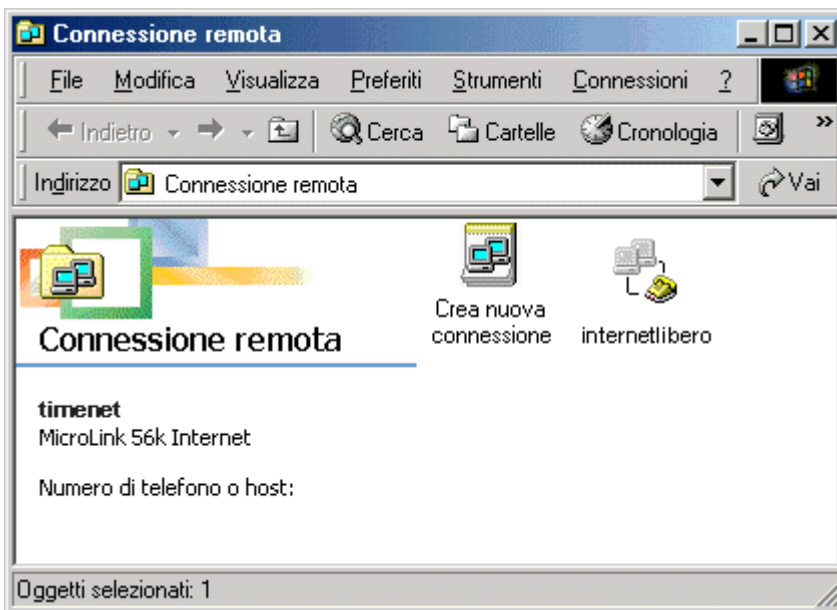 Connessione remota
File Modifica Visualizza Preferiti Strumenti Connessioni ?
Indietro Cerca Cartelle Cronologia »
Indirizzo Connessione remota Vai
Connessione remota
Crea nuova
connessione
internetlibero
timenet
MicroLink 56k Internet
Numero di telefono o host:
Oggetti selezionati: 1